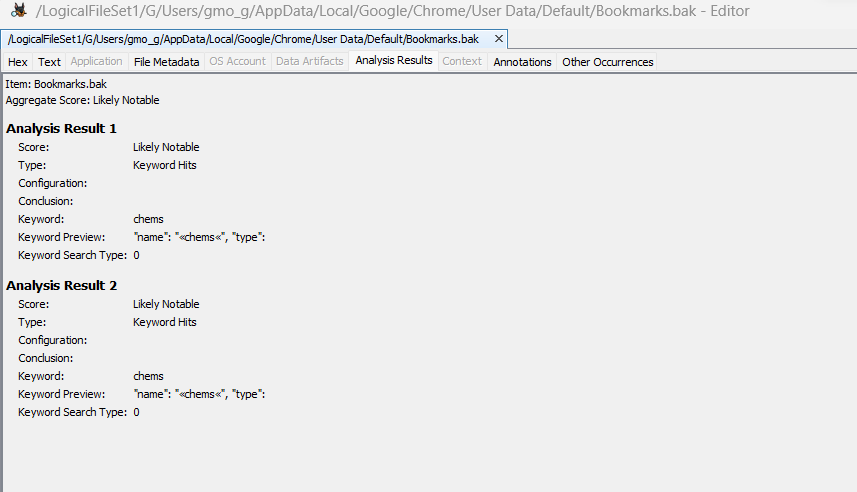 /LogicalFileSet1/G/Users/gmo_g/AppData/Local/Google/Chrome/User Data/Default/Bookmarks.bak - Editor
/LogicalFileSet1/G/Users/gmo_g/AppData/Local/Google/Chrome/User Data/Default/Bookmarks.bak ×
Hex Text Application File Metadata OS Account Data Artifacts Analysis Results Context Annotations Other Occurrences
Item: Bookmarks.bak
Aggregate Score: Likely Notable
Analysis Result 1
Score: Likely Notable
Type: Keyword Hits
Configuration:
Conclusion:
Keyword: chems
Keyword Preview: "name": "«chems«", "type":
Keyword Search Type: 0
Analysis Result 2
Score: Likely Notable
Type: Keyword Hits
Configuration:
Conclusion:
Keyword: chems
Keyword Preview: "name": "«chems«", "type":
Keyword Search Type: 0